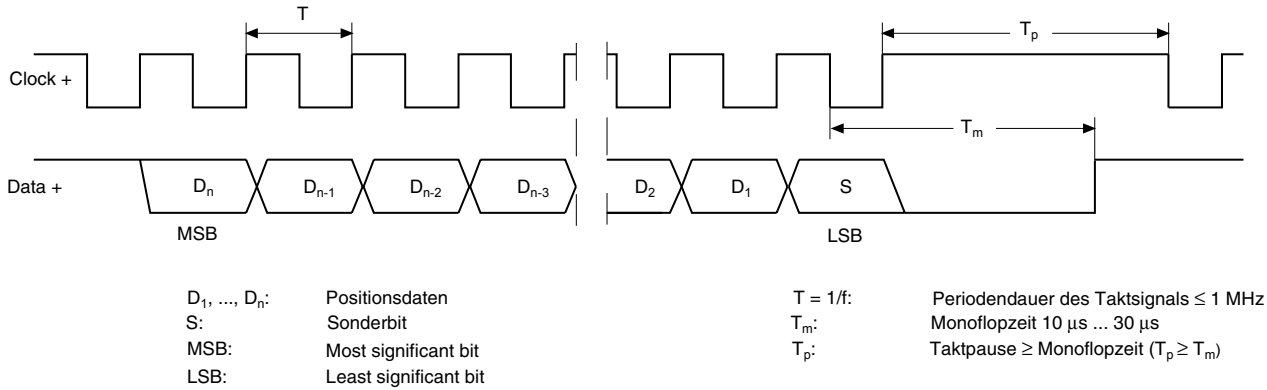 T
Tp
Clock +
Tm
Data +
Dn
Dn-1
Dn-2
Dn-3
D2
D1
S
MSB
LSB
D1, ..., Dn: Positionsdaten
S: Sonderbit
MSB: Most significant bit
LSB: Least significant bit
T = 1/f: Periodendauer des Taktsignals ≤ 1 MHz
Tm: Monoflopzeit 10 μs ... 30 μs
Tp: Taktpause ≥ Monoflopzeit (Tp ≥ Tm)